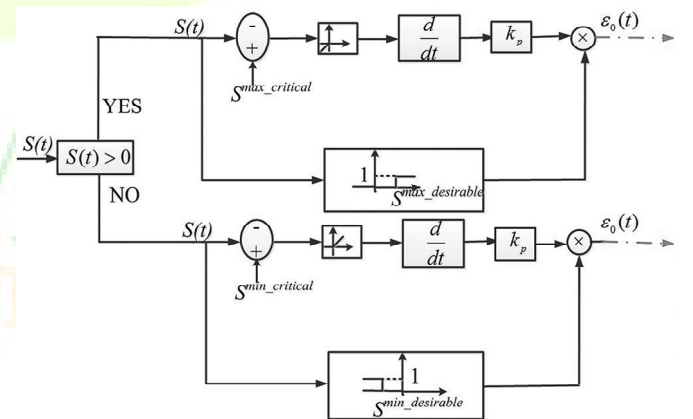 S(t)
S(t) > 0
YES
NO
S(t)
-
+
S^max_critical
d/dt
k_p
×
ε_0(t)
1
S^max_desirable
S(t)
-
+
S^min_critical
d/dt
k_p
×
ε_0(t)
1
S^min_desirable